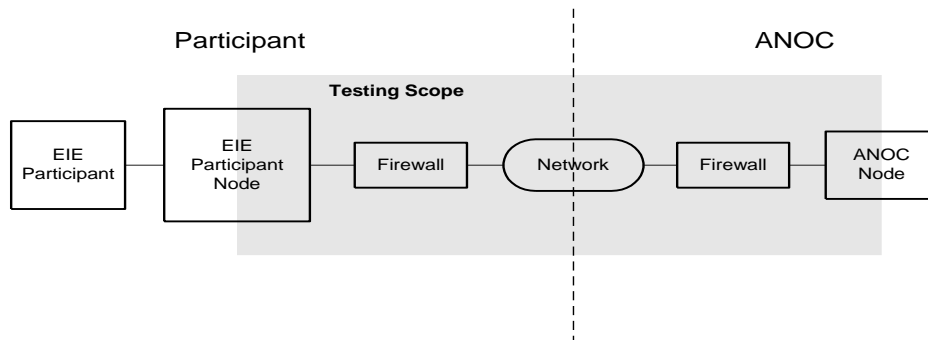 Participant
ANOC
Testing Scope
EIE
Participant
EIE
Participant
Node
Firewall
Network
Firewall
ANOC
Node